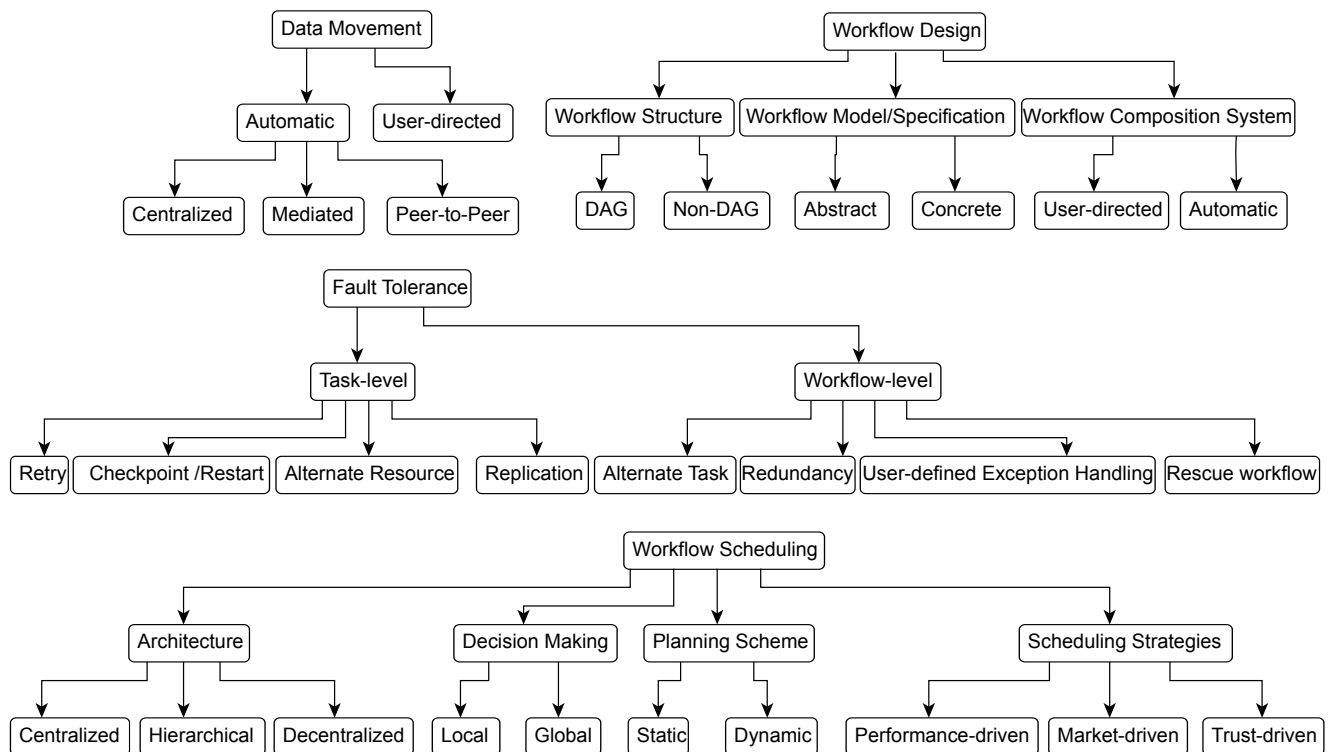 Data Movement
Automatic
User-directed
Centralized
Mediated
Peer-to-Peer
Workflow Design
Workflow Structure
Workflow Model/Specification
Workflow Composition System
DAG
Non-DAG
Abstract
Concrete
User-directed
Automatic
Fault Tolerance
Task-level
Workflow-level
Retry
Checkpoint /Restart
Alternate Resource
Replication
Alternate Task
Redundancy
User-defined Exception Handling
Rescue workflow
Workflow Scheduling
Architecture
Decision Making
Planning Scheme
Scheduling Strategies
Centralized
Hierarchical
Decentralized
Local
Global
Static
Dynamic
Performance-driven
Market-driven
Trust-driven